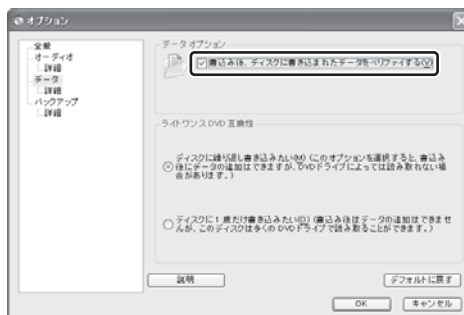 オプション
全般
オーディオ
詳細
データ
詳細
バックアップ
詳細
データ オプション
書込み後、ディスクに書き込まれたデータをベリファイする(V)
ライトワンスDVD 互換性
ディスクに繰り返し書き込みたい(M) (このオプションを選択すると、書込み
後にデータの追加はできますが、DVDドライブによっては読み取れない場
合があります。)
ディスクに1 度だけ書き込みたい(D) (書込み後はデータの追加はできませ
んが、このディスクは多くの DVDドライブで読み取ることができます。)
説明
デフォルトに戻す
OK
キャンセル